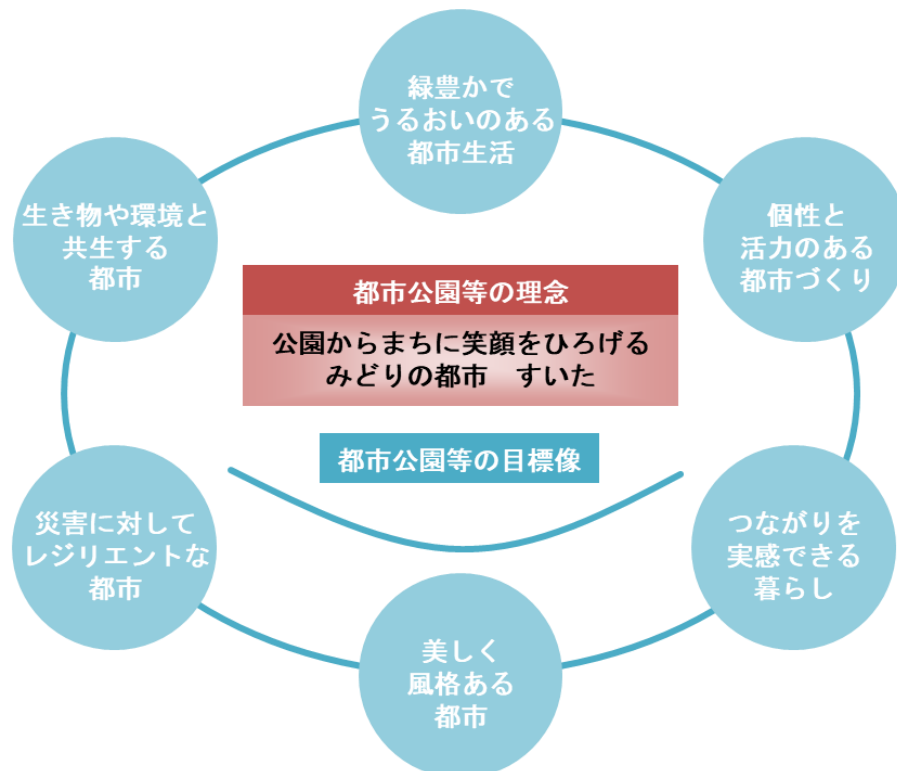 緑豊かで
うるおいのある
都市生活
生き物や環境と
共生する
都市
個性と
活力のある
都市づくり
都市公園等の理念
公園からまちに笑顔をひろげる
みどりの都市　すいた
都市公園等の目標像
災害に対して
レジリエントな
都市
つながりを
実感できる
暮らし
美しく
風格ある
都市